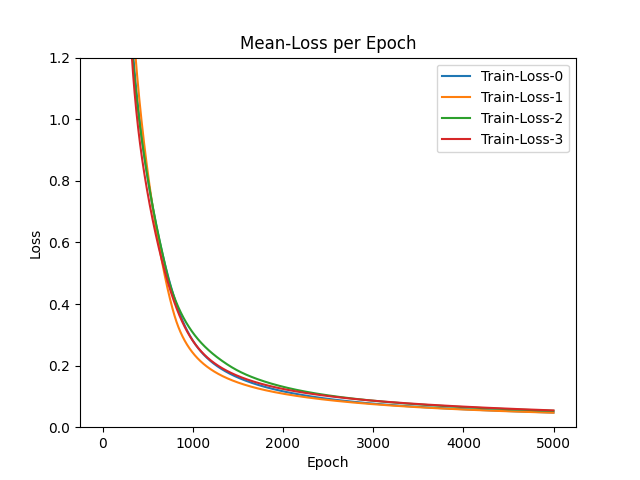 Mean-Loss per Epoch
1.2
1.0
0.8
0.6
0.4
0.2
0.0
Loss
Train-Loss-0
Train-Loss-1
Train-Loss-2
Train-Loss-3
0 1000 2000 3000 4000 5000
Epoch